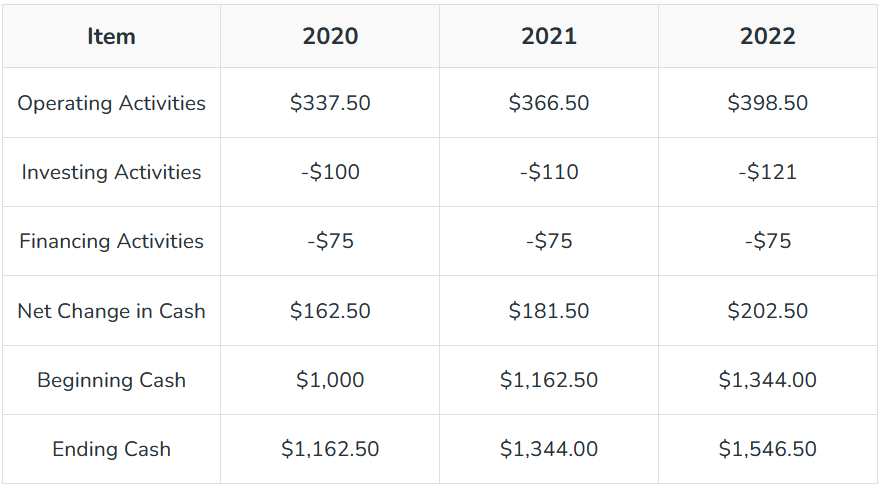 Item 2020 2021 2022
Operating Activities $337.50 $366.50 $398.50
Investing Activities -$100 -$110 -$121
Financing Activities -$75 -$75 -$75
Net Change in Cash $162.50 $181.50 $202.50
Beginning Cash $1,000 $1,162.50 $1,344.00
Ending Cash $1,162.50 $1,344.00 $1,546.50